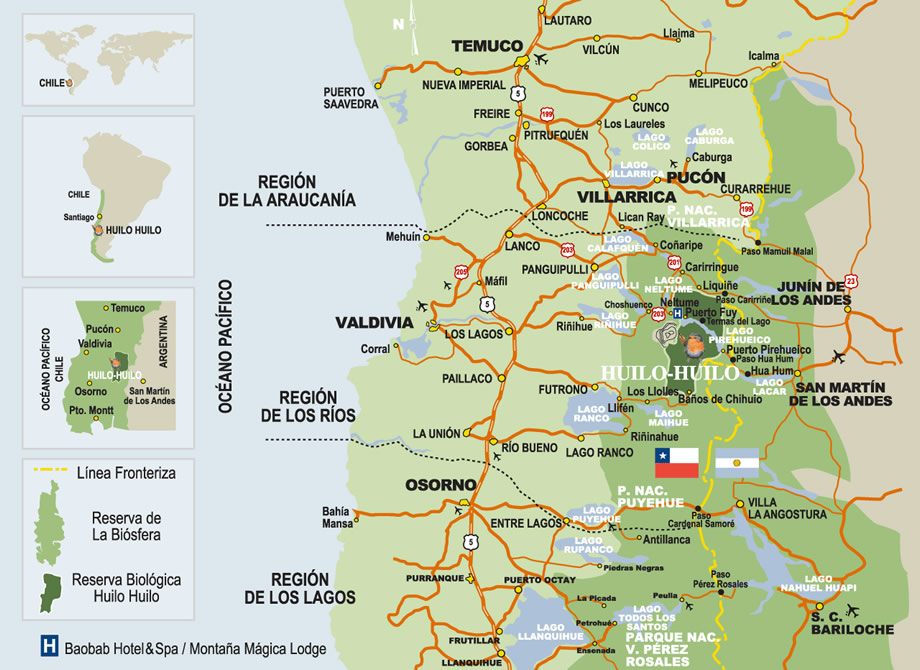 CHILE
CHILE
Santiago
HUILO HUILO
Temuco
Pucón
Valdivia
HUILO-HUILO
Osorno
Pto. Montt
San Martín
de Los Andes
OCÉANO PACÍFICO
CHILE
ARGENTINA
Línea Fronteriza
Reserva de
La Biósfera
Reserva Biológica
Huilo Huilo
H Baobab Hotel&Spa / Montaña Mágica Lodge
OCÉANO PACÍFICO
REGIÓN
DE LA ARAUCANÍA
REGIÓN
DE LOS RÍOS
REGIÓN
DE LOS LAGOS
N
LAUTARO
TEMUCO
VILCÚN
Llaima
Icalma
NUEVA IMPERIAL
MELIPEUCO
PUERTO
SAAVEDRA
5
CUNCO
FREIRE
199
Los Laureles
PITRUFQUÉN
GORBEA
LAGO
COLICO
LAGO
CABURGA
Caburga
LAGO
VILLARRICA
PUCÓN
VILLARRICA
CURARREHUE
199
P. NAC.
VILLARRICA
LONCOCHE
Lican Ray
Mehuín
LANCO
203
LAGO
CALAFQUÉN
Coñaripe
Paso Mamuil Malal
PANGUIPULLI
201
Carirringue
205
Máfil
LAGO
PANGUIPULLI
LAGO
NELTUME
Liquiñe
Paso Carirriñe
23
JUNÍN DE
LOS ANDES
5
Choshuenco
Neltume
203
H
Puerto Fuy
Termas del Lago
VALDIVIA
LOS LAGOS
Riñihue
LAGO
RIÑIHUE
LAGO
PIREHUEICO
Corral
Puerto Pirehueico
Paso Hua Hum
Hua Hum
HUILO-HUILO
PAILLACO
FUTRONO
LAGO
LACAR
SAN MARTÍN
DE LOS ANDES
Los Llolles
Baños de Chihuio
Llifén
LAGO
RANCO
LAGO
MAIHUE
LA UNIÓN
Riñinahue
RÍO BUENO
LAGO RANCO
OSORNO
P. NAC.
PUYEHUE
Bahía
Mansa
ENTRE LAGOS
LAGO
PUYEHUE
Paso
Cardenal Samoré
VILLA
LA ANGOSTURA
5
Antillanca
LAGO
RUPANCO
Piedras Negras
PURRANQUE
PUERTO OCTAY
Paso
Pérez Rosales
LAGO
NAHUEL HUAPI
La Picada
Peulla
LAGO
TODOS LOS
SANTOS
Petrohué
S. C.
BARILOCHE
LAGO
LLANQUIHUE
FRUTILLAR
Ensenada
PARQUE NAC.
V. PÉREZ
ROSALES
LLANQUIHUE